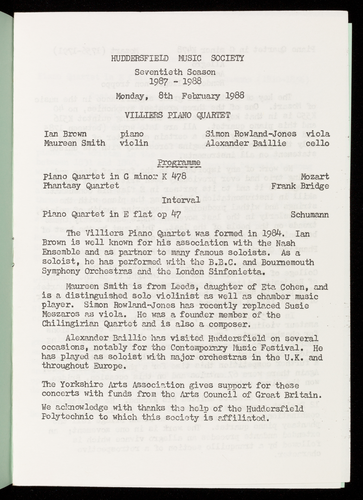 HUDDERSFIELD MUSIC SOCIETY
Seventieth Season
1987 - 1988
Monday, 8th February 1988
VILLIERS PIANO QUARTET
Ian Brown piano Simon Rowland-Jones viola
Maureen Smith violin Alexander Baillie cello
Programme
Piano Quartet in G minor K 478 Mozart
Phantasy Quartet Frank Bridge
Interval
Piano Quartet in E flat op 47 Schumann
The Villiers Piano Quartet was formed in 1984. Ian
Brown is well known for his association with the Nash
Ensemble and as partner to many famous soloists. As a
soloist, he has performed with the B.B.C. and Bournemouth
Symphony Orchestras and the London Sinfonietta.
Maureen Smith is from Leeds, daughter of Eta Cohen, and
is a distinguished solo violinist as well as chamber music
player. Simon Rowland-Jones has recently replaced Susie
Meszaros as viola. He was a founder member of the
Chilingirian Quartet and is also a composer.
Alexander Baillie has visited Huddersfield on several
occasions, notably for the Contemporary Music Festival. He
has played as soloist with major orchestras in the U.K. and
throughout Europe.
The Yorkshire Arts Association gives support for these
concerts with funds from the Arts Council of Great Britain.
We acknowledge with thanks the help of the Huddersfield
Polytechnic to which this society is affiliated.